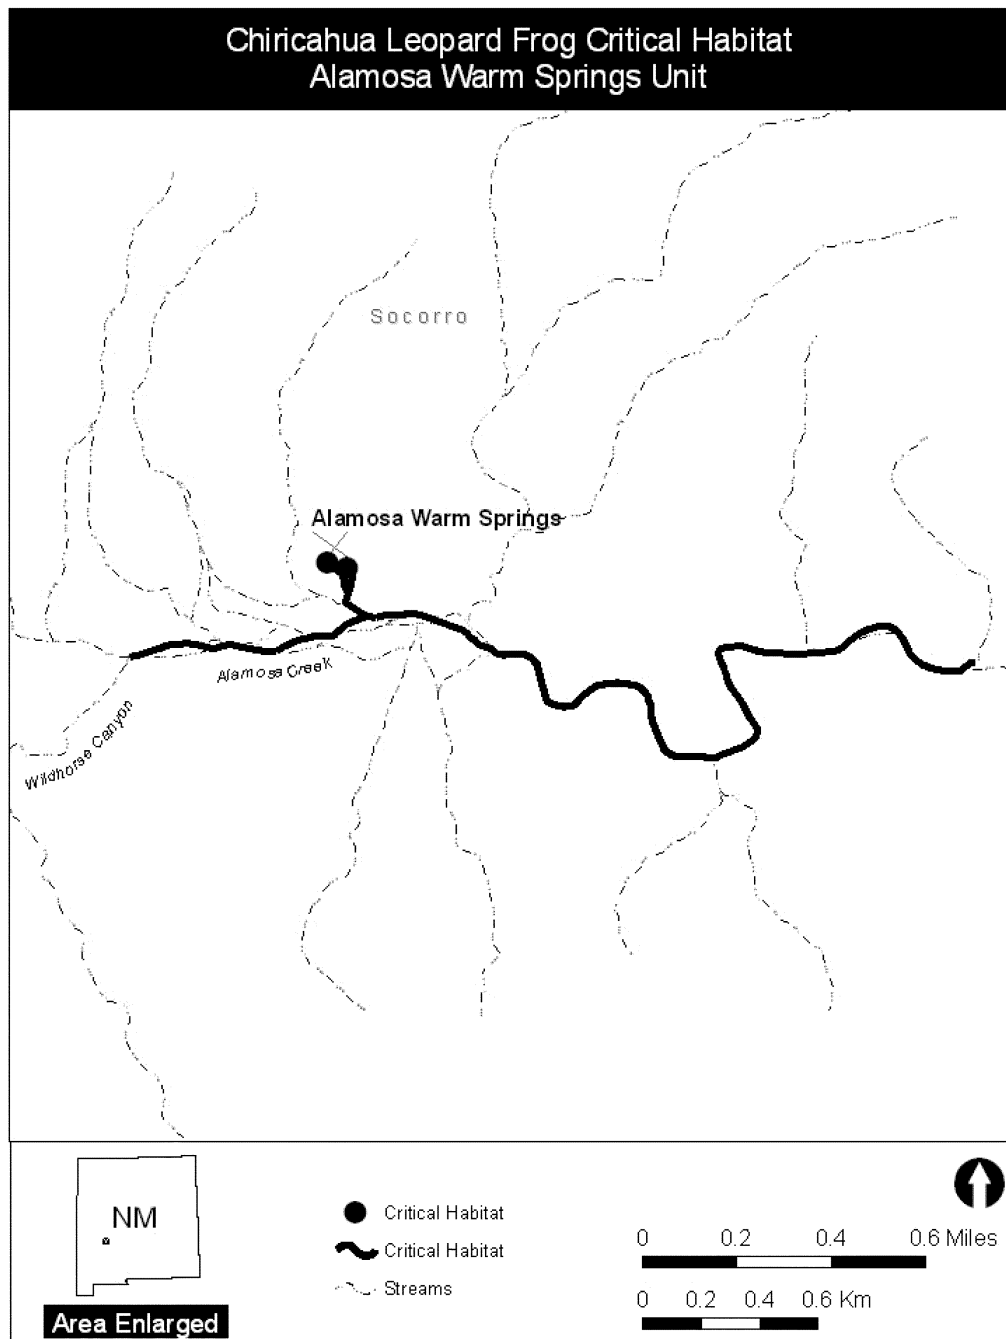 Chiricahua Leopard Frog Critical Habitat
Alamosa Warm Springs Unit
Socorro
Alamosa Warm Springs
Alamosa Creek
Wildhorse Canyon
NM
Area Enlarged
Critical Habitat
Critical Habitat
Streams
0 0.2 0.4 0.6 Miles
0 0.2 0.4 0.6 Km